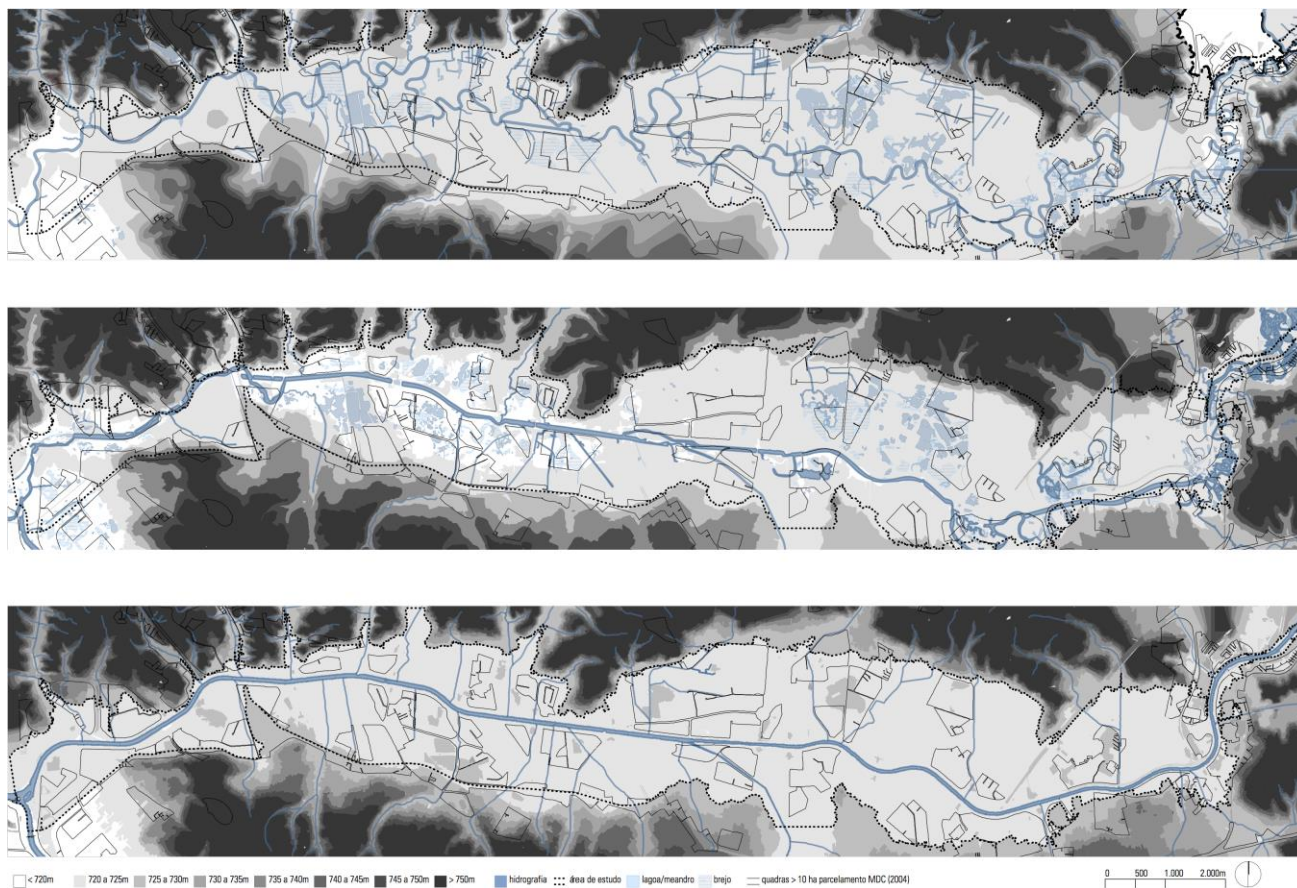 < 720m 720 a 725m 725 a 730m 730 a 735m 735 a 740m 740 a 745m 745 a 750m > 750m hidrografia área de estudo lagoa/meandro brejo quadras > 10 ha parcelamento MDC (2004) 0 500 1.000 2.000m